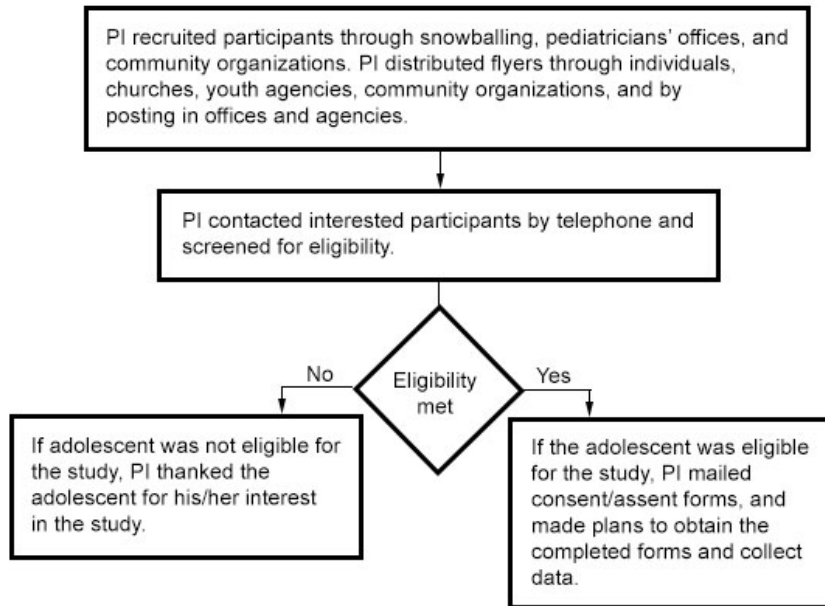 PI recruited participants through snowballing, pediatricians' offices, and
community organizations. PI distributed flyers through individuals,
churches, youth agencies, community organizations, and by
posting in offices and agencies.
PI contacted interested participants by telephone and
screened for eligibility.
Eligibility
met
No
Yes
If adolescent was not eligible for
the study, PI thanked the
adolescent for his/her interest
in the study.
If the adolescent was eligible
for the study, PI mailed
consent/assent forms, and
made plans to obtain the
completed forms and collect
data.